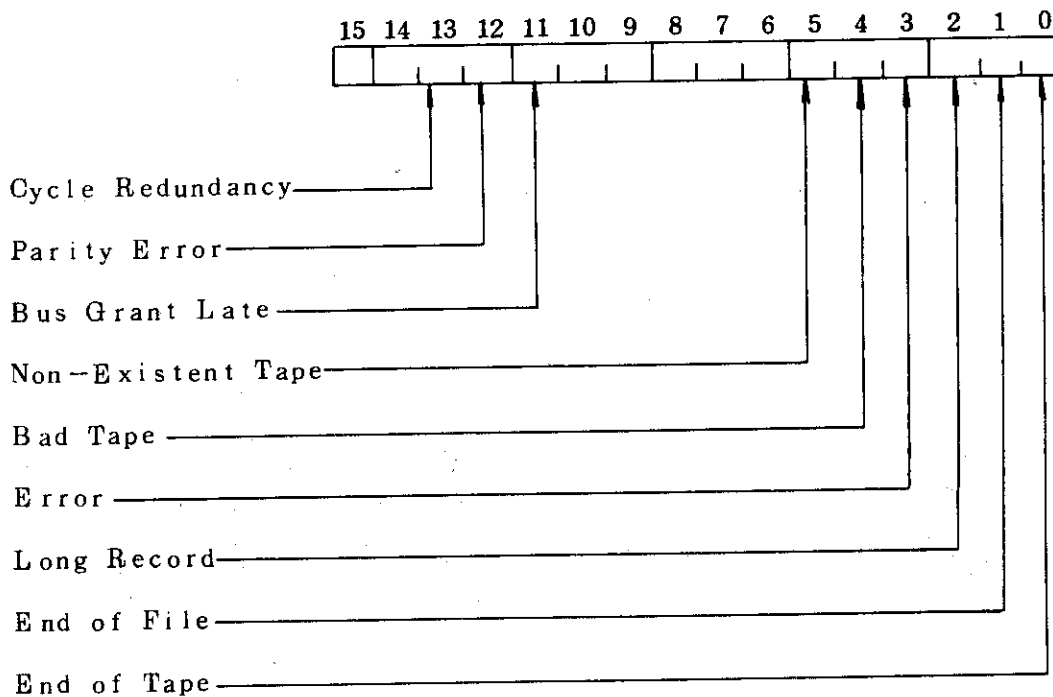 15 14 13 12 11 10 9 8 7 6 5 4 3 2 1 0
Cycle Redundancy
Parity Error
Bus Grant Late
Non-Existent Tape
Bad Tape
Error
Long Record
End of File
End of Tape